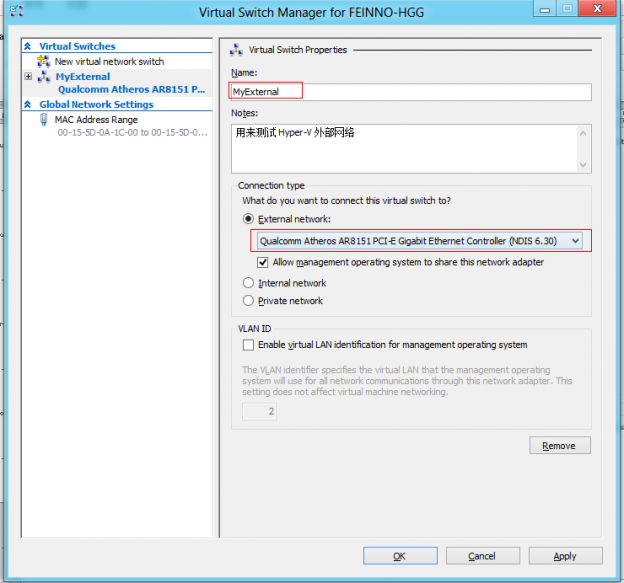 Virtual Switch Manager for FEINNO-HGG
Virtual Switches
New virtual network switch
MyExternal
Qualcomm Atheros AR8151 P...
Global Network Settings
MAC Address Range
00-15-5D-0A-1C-00 to 00-15-5D-0...
Virtual Switch Properties
Name:
MyExternal
Notes:
用来测试 Hyper-V 外部网络
Connection type
What do you want to connect this virtual switch to?
External network:
Qualcomm Atheros AR8151 PCI-E Gigabit Ethernet Controller (NDIS 6.30)
Allow management operating system to share this network adapter
Internal network
Private network
VLAN ID
Enable virtual LAN identification for management operating system
The VLAN identifier specifies the virtual LAN that the management operating
system will use for all network communications through this network adapter. This
setting does not affect virtual machine networking.
2
Remove
OK
Cancel
Apply